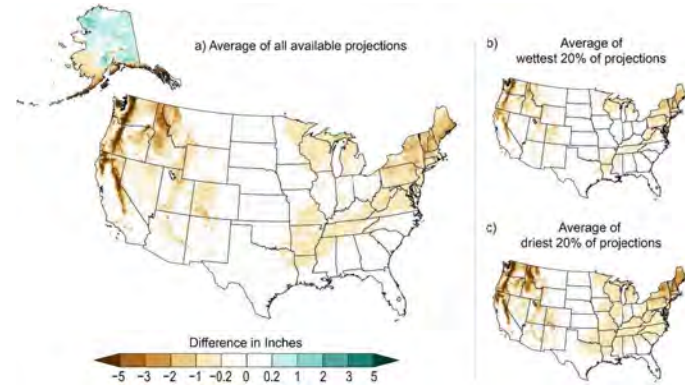 a) Average of all available projections
b)
Average of
wettest 20% of projections
c)
Average of
driest 20% of projections
Difference in Inches
−5 −3 −2 −1 −0.2 0 0.2 1 2 3 5